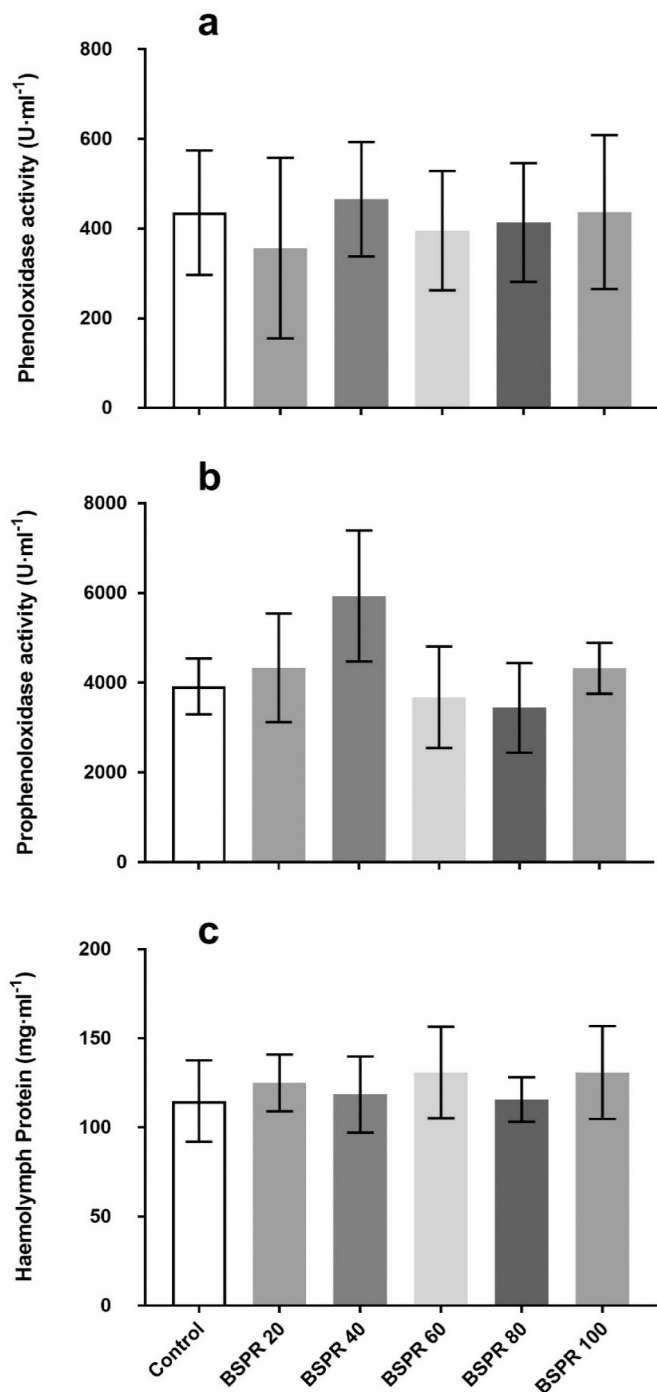 a
Phenoloxidase activity (U·ml⁻¹)
800
600
400
200
0
b
Prophenoloxidase activity (U·ml⁻¹)
8000
6000
4000
2000
0
c
Haemolymph Protein (mg·ml⁻¹)
200
150
100
50
0
Control
BSPR 20
BSPR 40
BSPR 60
BSPR 80
BSPR 100